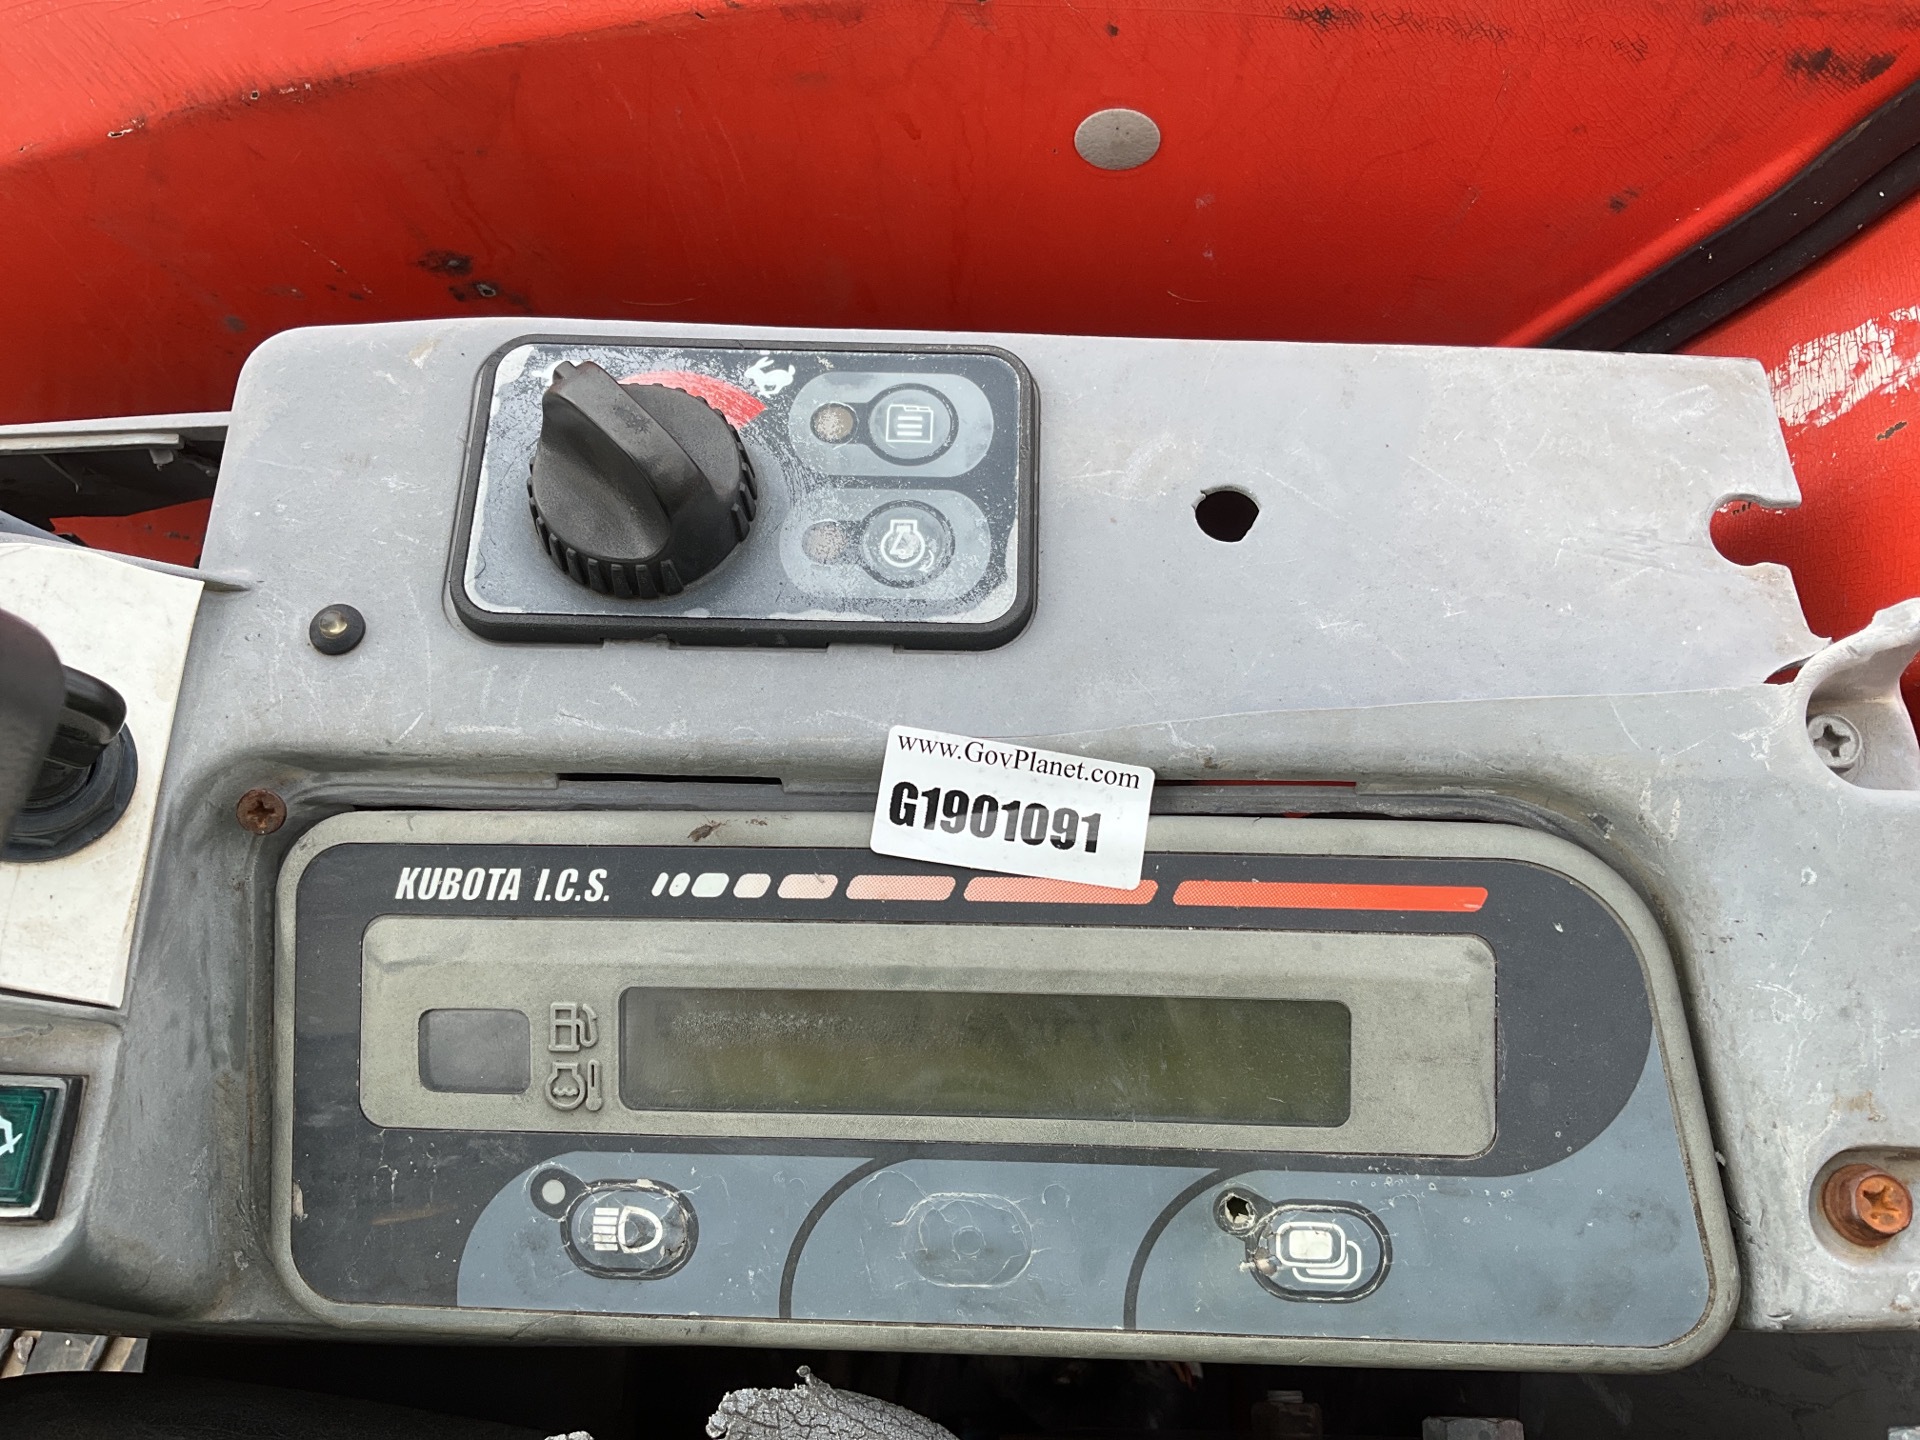 www.GovPlanet.com
G1901091
KUBOTA I.C.S.